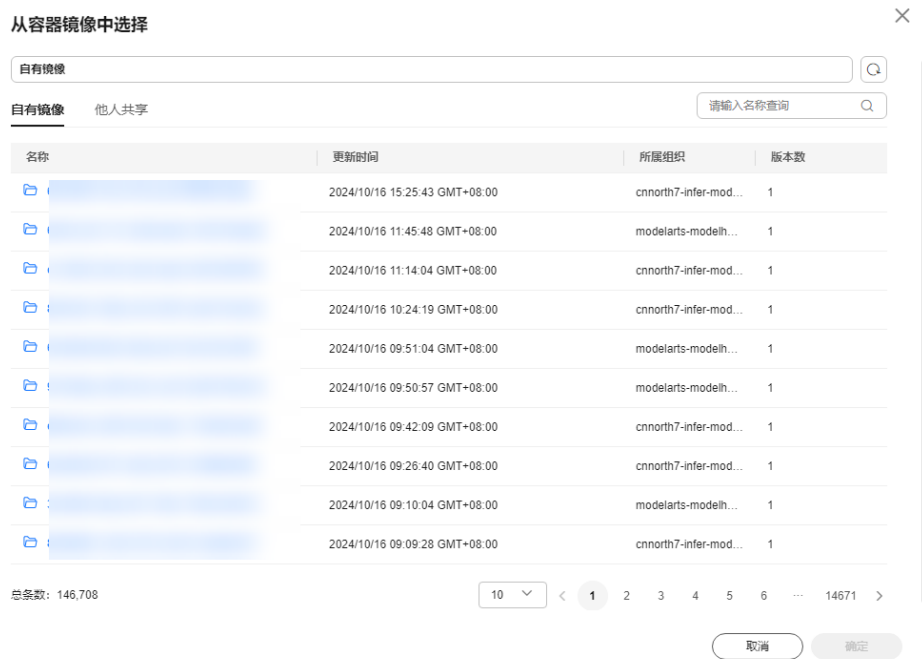 从容器镜像中选择
自有镜像
自有镜像 他人共享 请输入名称查询
名称 更新时间 所属组织 版本数
2024/10/16 15:25:43 GMT+08:00 cnnorth7-infer-mod... 1
2024/10/16 11:45:48 GMT+08:00 modelarts-modelh... 1
2024/10/16 11:14:04 GMT+08:00 cnnorth7-infer-mod... 1
2024/10/16 10:24:19 GMT+08:00 cnnorth7-infer-mod... 1
2024/10/16 09:51:04 GMT+08:00 modelarts-modelh... 1
2024/10/16 09:50:57 GMT+08:00 modelarts-modelh... 1
2024/10/16 09:42:09 GMT+08:00 cnnorth7-infer-mod... 1
2024/10/16 09:26:40 GMT+08:00 cnnorth7-infer-mod... 1
2024/10/16 09:10:04 GMT+08:00 modelarts-modelh... 1
2024/10/16 09:09:28 GMT+08:00 cnnorth7-infer-mod... 1
总条数: 146,708 10 1 2 3 4 5 6 ... 14671
取消 确定